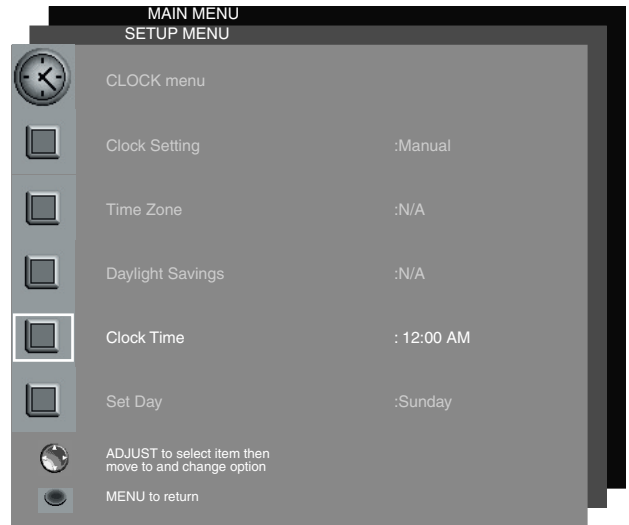 MAIN MENU
SETUP MENU
CLOCK menu
Clock Setting :Manual
Time Zone :N/A
Daylight Savings :N/A
Clock Time : 12:00 AM
Set Day :Sunday
ADJUST to select item then
move to and change option
MENU to return